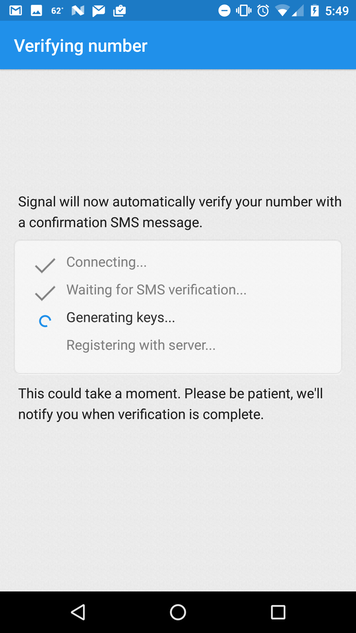 62°
5:49
Verifying number
Signal will now automatically verify your number with
a confirmation SMS message.
Connecting...
Waiting for SMS verification...
Generating keys...
Registering with server...
This could take a moment. Please be patient, we'll
notify you when verification is complete.